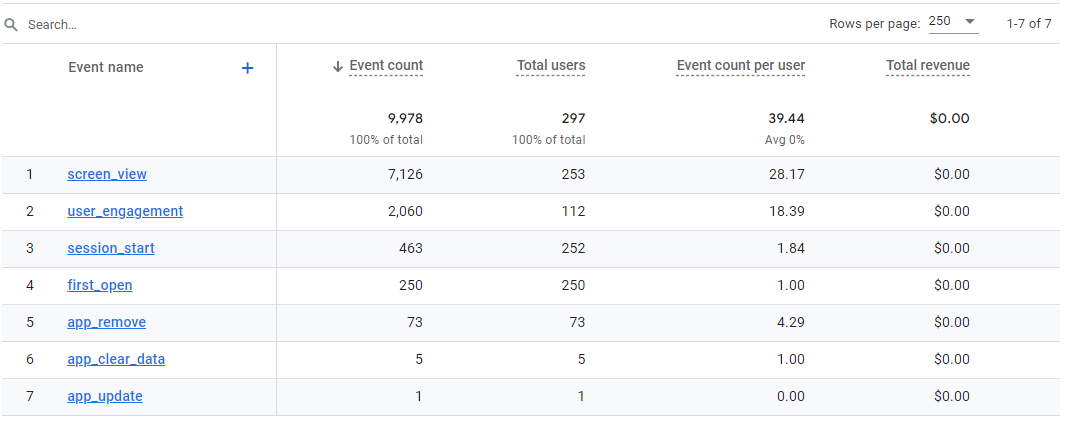 Search...
Rows per page: 250 1-7 of 7
Event name + Event count Total users Event count per user Total revenue
9,978 297 39.44 $0.00
100% of total 100% of total Avg 0%
1 screen_view 7,126 253 28.17 $0.00
2 user_engagement 2,060 112 18.39 $0.00
3 session_start 463 252 1.84 $0.00
4 first_open 250 250 1.00 $0.00
5 app_remove 73 73 4.29 $0.00
6 app_clear_data 5 5 1.00 $0.00
7 app_update 1 1 0.00 $0.00